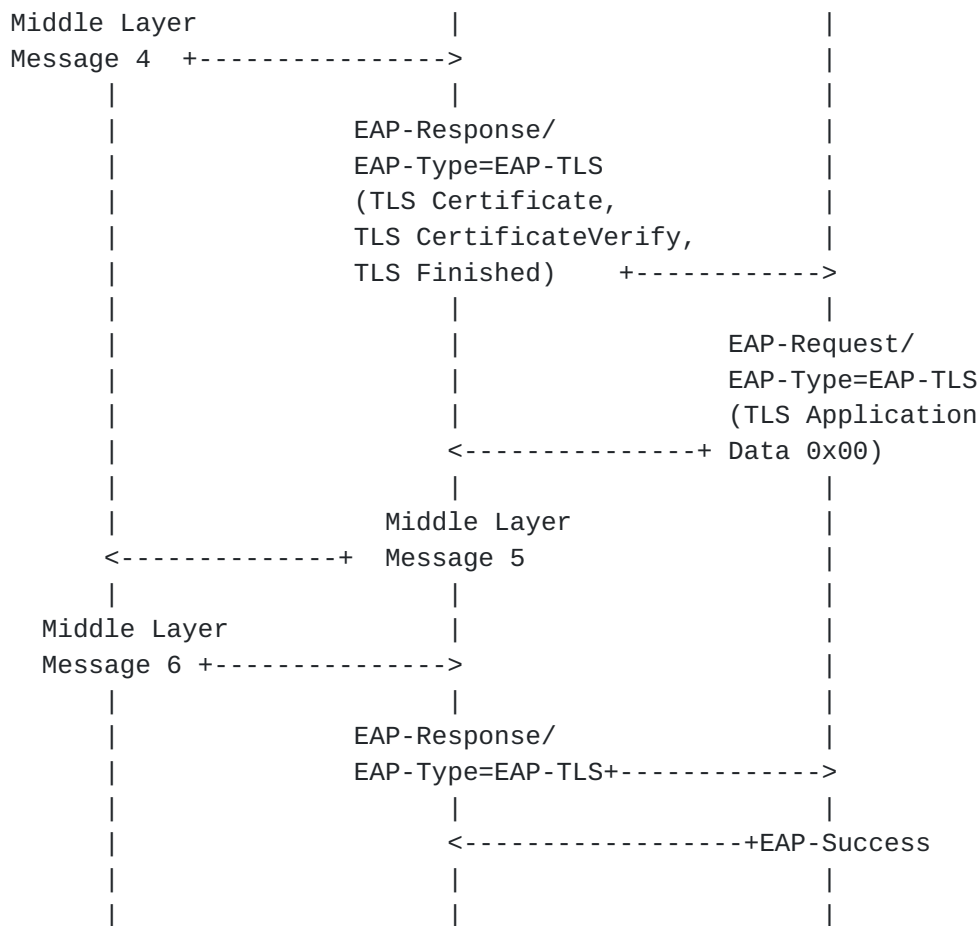 Middle Layer
Message 4
EAP-Response/
EAP-Type=EAP-TLS
(TLS Certificate,
TLS CertificateVerify,
TLS Finished)
EAP-Request/
EAP-Type=EAP-TLS
(TLS Application
Data 0x00)
Middle Layer
Message 5
Middle Layer
Message 6
EAP-Response/
EAP-Type=EAP-TLS
EAP-Success